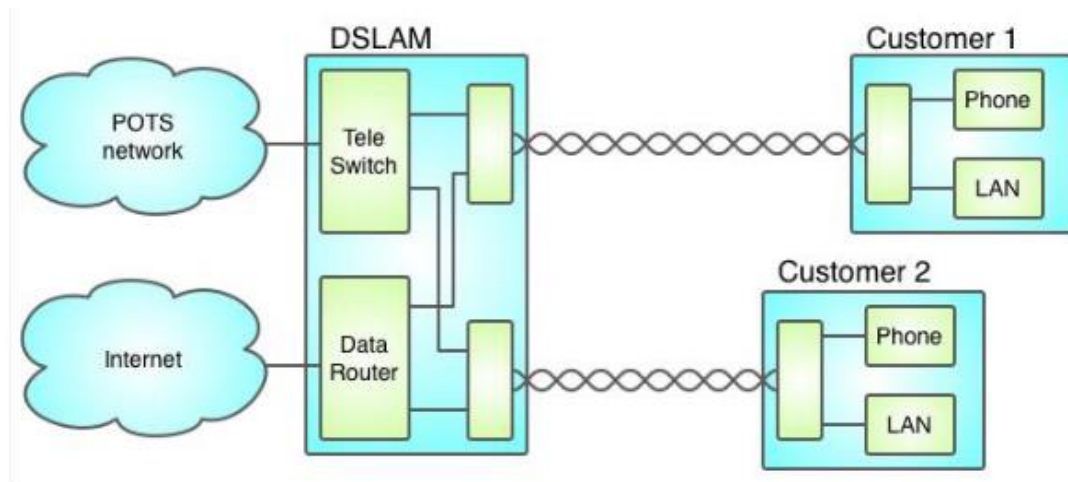 DSLAM
Customer 1
POTS
network
Tele
Switch
Phone
LAN
Customer 2
Internet
Data
Router
Phone
LAN